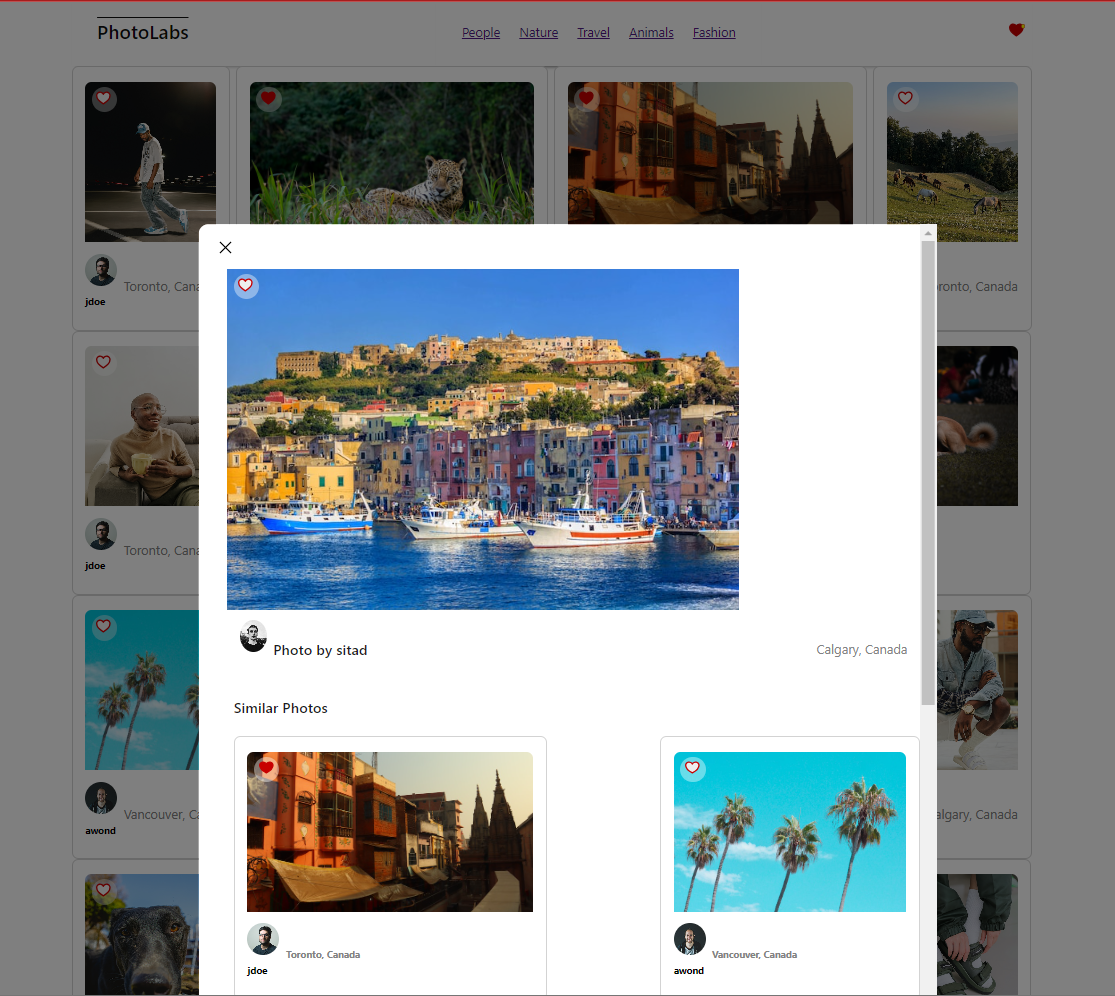 PhotoLabs
People Nature Travel Animals Fashion
Toronto, Cana
jdoe
ronto, Canada
Toronto, Cana
jdoe
Vancouver, C
awond
algary, Canada
Photo by sitad
Calgary, Canada
Similar Photos
Toronto, Canada
jdoe
Vancouver, Canada
awond